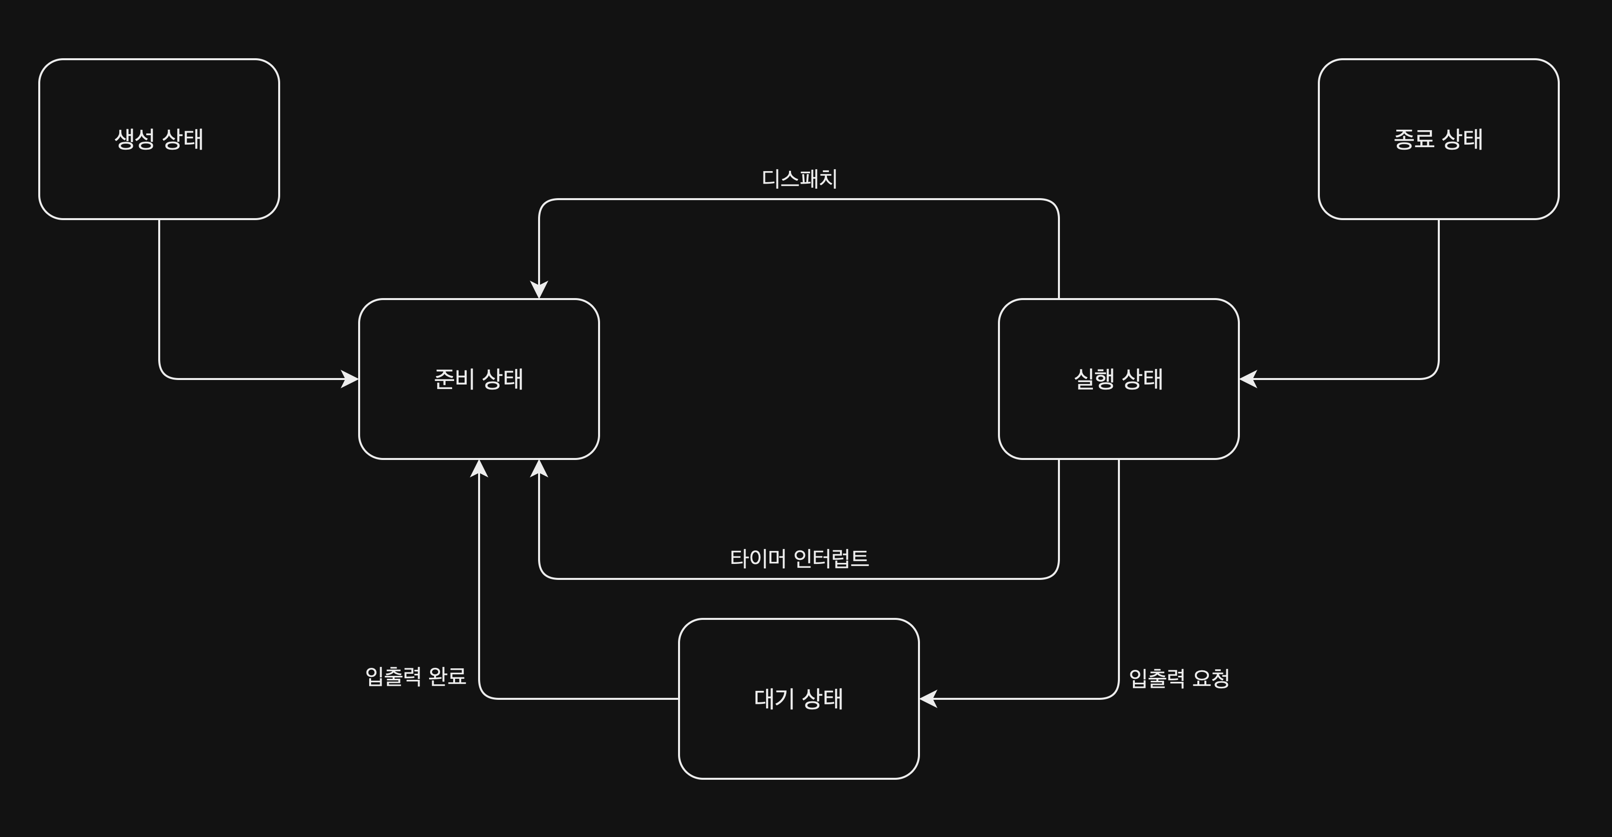 생성 상태
종료 상태
디스패치
준비 상태
실행 상태
타이머 인터럽트
입출력 완료
대기 상태
입출력 요청